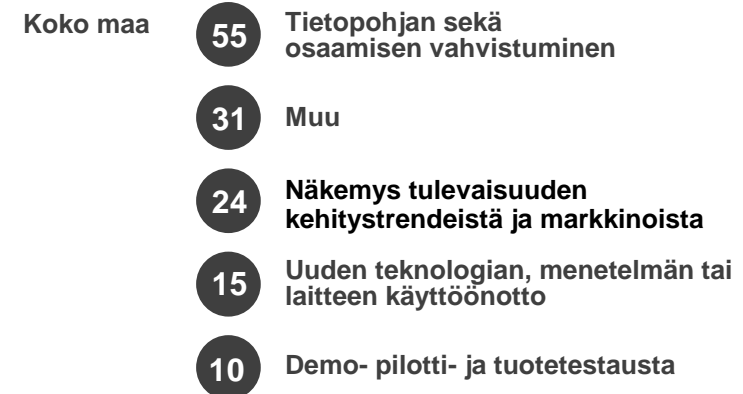 Koko maa
55
Tietopohjan sekä
osaamisen vahvistuminen
31
Muu
24
Näkemys tulevaisuuden
kehitystrendeistä ja markkinoista
15
Uuden teknologian, menetelmän tai
laitteen käyttöönotto
10
Demo- pilotti- ja tuotetestausta